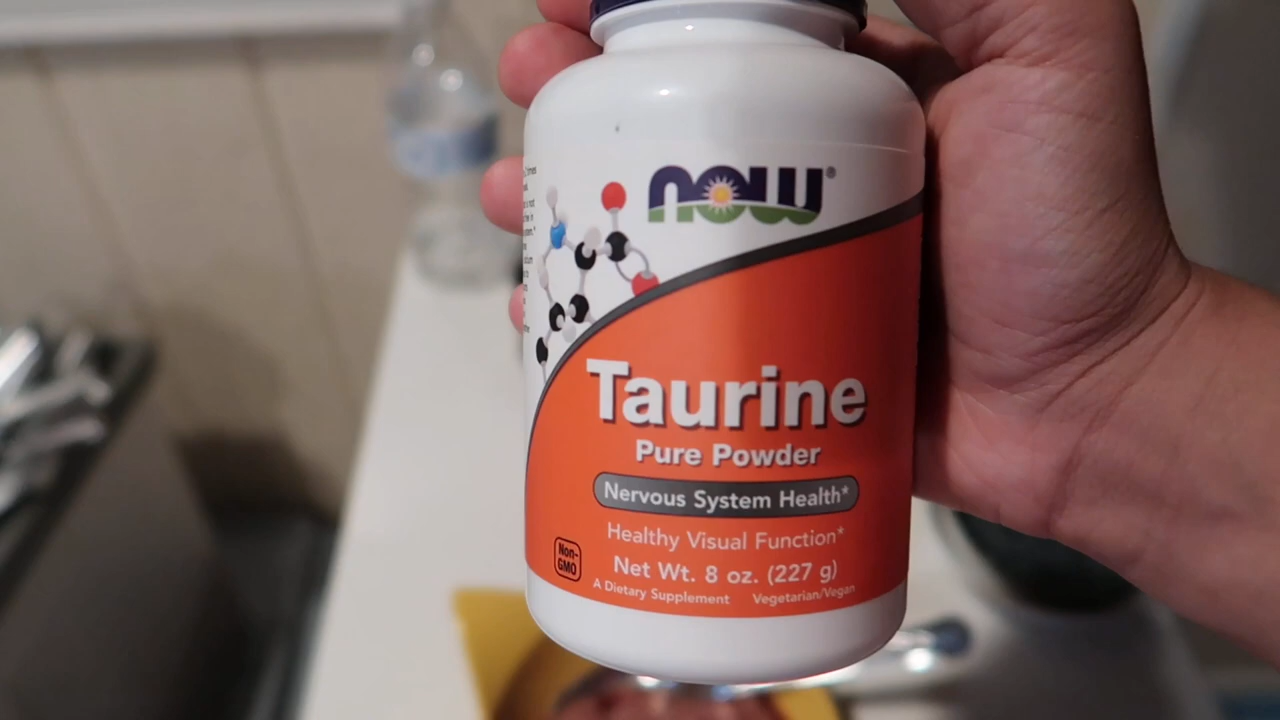 NOW®
Taurine
Pure Powder
Nervous System Health*
Healthy Visual Function*
Non-
GMO
Net Wt. 8 oz. (227 g)
A Dietary Supplement Vegetarian/Vegan